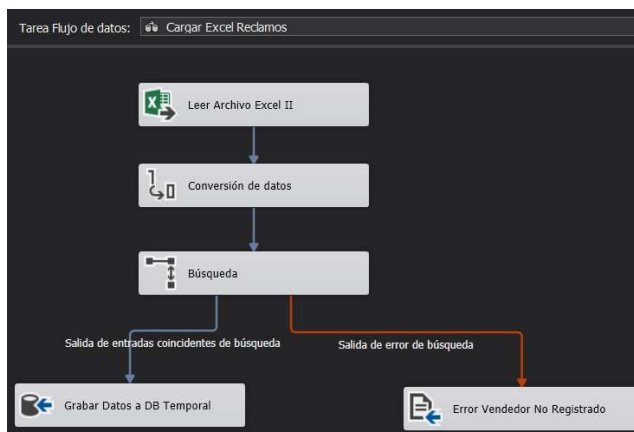 Tarea Flujo de datos: Cargar Excel Reclamos
Leer Archivo Excel II
Conversión de datos
Búsqueda
Salida de entradas coincidentes de búsqueda
Salida de error de búsqueda
Grabar Datos a DB Temporal
Error Vendedor No Registrado